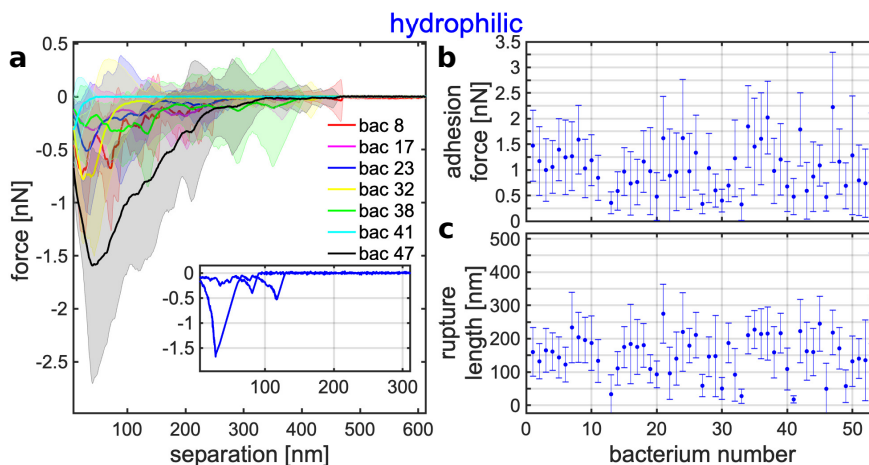 hydrophilic
a
0.5
0
-0.5
-1
-1.5
-2
-2.5
force [nN]
100 200 300 400 500 600
separation [nm]
bac 8
bac 17
bac 23
bac 32
bac 38
bac 41
bac 47
0
-0.5
-1
-1.5
100 200 300
b
3.5
3
2.5
2
1.5
1
0.5
0
adhesion
force [nN]
c
500
400
300
200
100
0
rupture
length [nm]
0 10 20 30 40 50
bacterium number